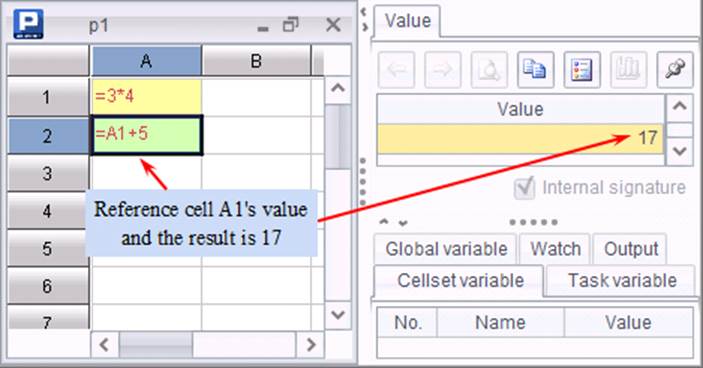 P p1
A B
1 =3*4
2 =A1+5
3
4
5
6
7
Reference cell A1's value
and the result is 17
Value
Value
17
Internal signature
Global variable Watch Output
Cellset variable Task variable
No. Name Value